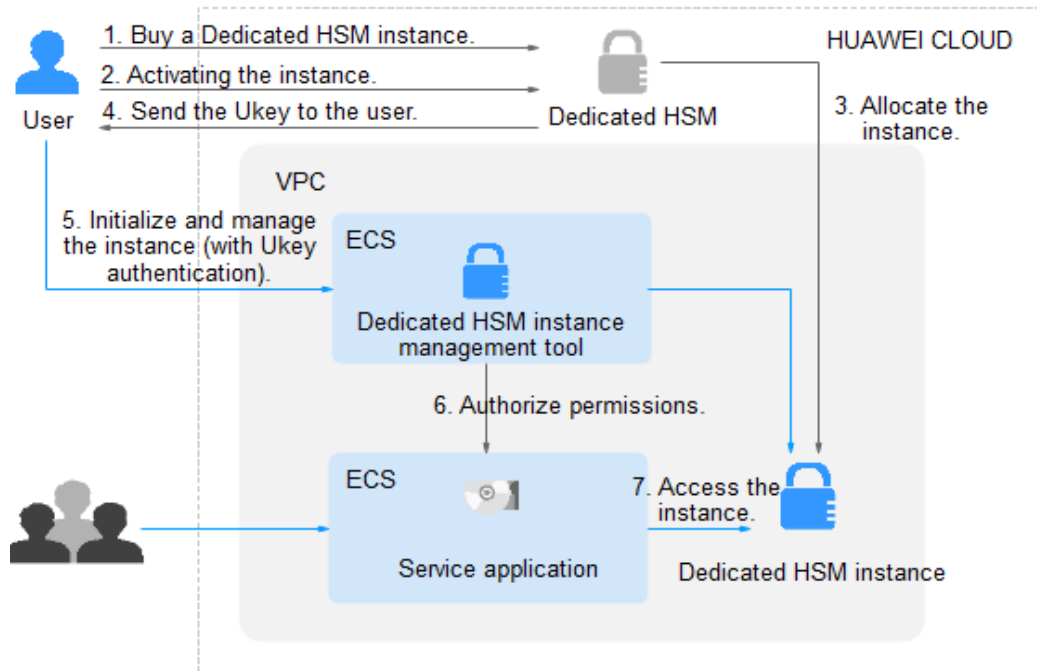 1. Buy a Dedicated HSM instance.
HUAWEI CLOUD
2. Activating the instance.
4. Send the Ukey to the user.
User
Dedicated HSM
3. Allocate the
instance.
VPC
5. Initialize and manage
the instance (with Ukey
authentication).
ECS
Dedicated HSM instance
management tool
6. Authorize permissions.
ECS
7. Access the
instance.
Service application
Dedicated HSM instance